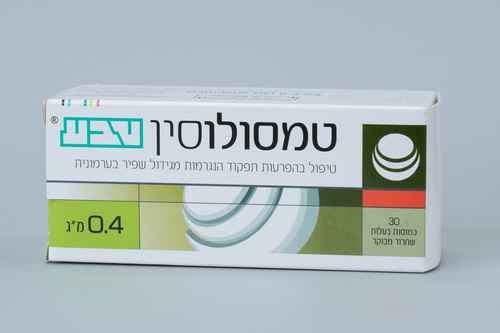 טמסולוסין טבע®
טיפול בהפרעות תפקוד הנגרמות מגידול שפיר בערמונית
0.4 מ"ג
30
כמוסות בעלות
שחרור מבוקר